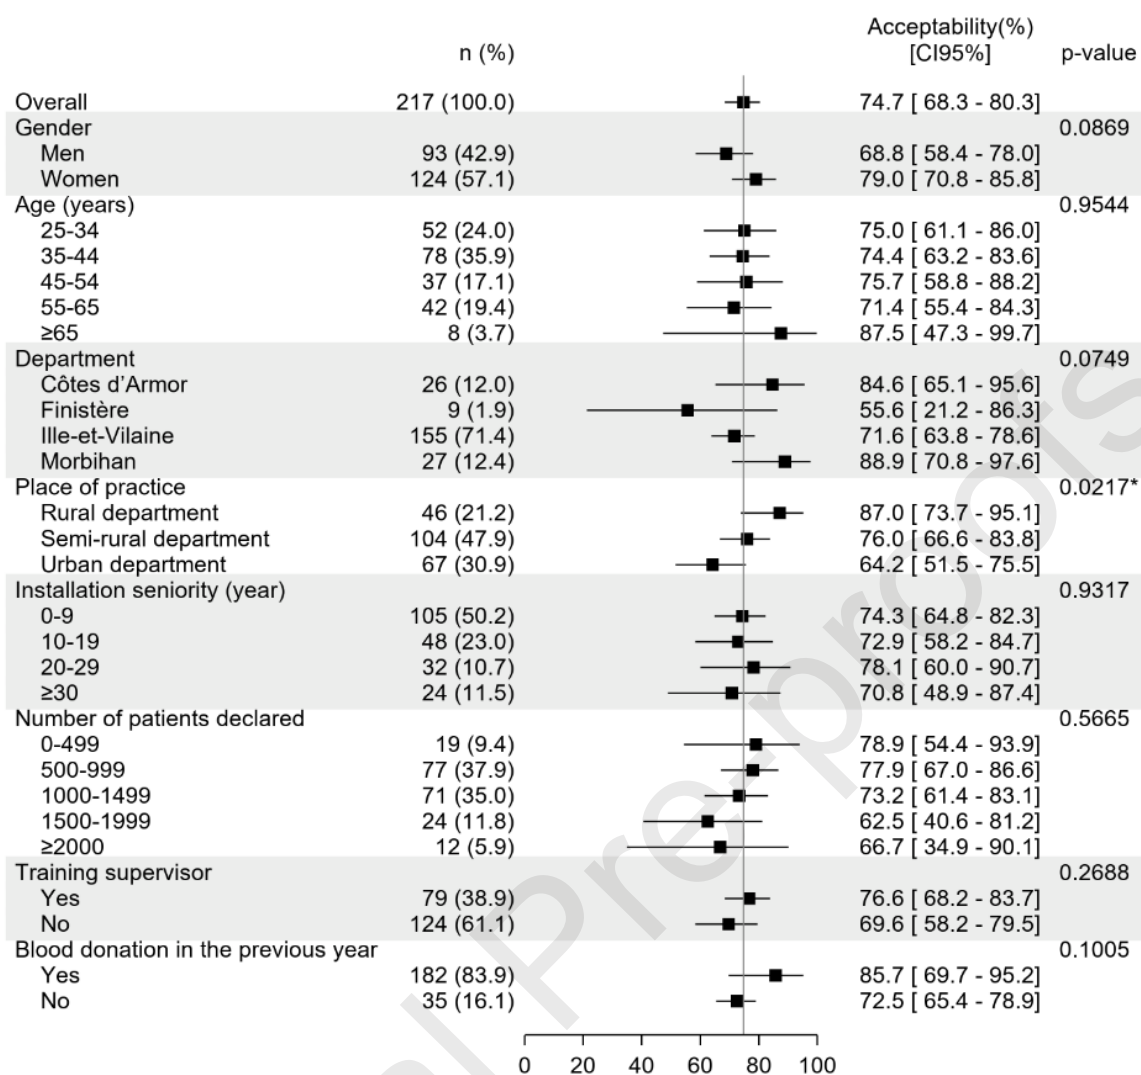 Acceptability(%)
n (%) [CI95%] p-value
Overall 217 (100.0) 74.7 [ 68.3 - 80.3]
Gender 0.0869
Men 93 (42.9) 68.8 [ 58.4 - 78.0]
Women 124 (57.1) 79.0 [ 70.8 - 85.8]
Age (years) 0.9544
25-34 52 (24.0) 75.0 [ 61.1 - 86.0]
35-44 78 (35.9) 74.4 [ 63.2 - 83.6]
45-54 37 (17.1) 75.7 [ 58.8 - 88.2]
55-65 42 (19.4) 71.4 [ 55.4 - 84.3]
≥65 8 (3.7) 87.5 [ 47.3 - 99.7]
Department 0.0749
Côtes d'Armor 26 (12.0) 84.6 [ 65.1 - 95.6]
Finistère 9 (1.9) 55.6 [ 21.2 - 86.3]
Ille-et-Vilaine 155 (71.4) 71.6 [ 63.8 - 78.6]
Morbihan 27 (12.4) 88.9 [ 70.8 - 97.6]
Place of practice 0.0217*
Rural department 46 (21.2) 87.0 [ 73.7 - 95.1]
Semi-rural department 104 (47.9) 76.0 [ 66.6 - 83.8]
Urban department 67 (30.9) 64.2 [ 51.5 - 75.5]
Installation seniority (year) 0.9317
0-9 105 (50.2) 74.3 [ 64.8 - 82.3]
10-19 48 (23.0) 72.9 [ 58.2 - 84.7]
20-29 32 (10.7) 78.1 [ 60.0 - 90.7]
≥30 24 (11.5) 70.8 [ 48.9 - 87.4]
Number of patients declared 0.5665
0-499 19 (9.4) 78.9 [ 54.4 - 93.9]
500-999 77 (37.9) 77.9 [ 67.0 - 86.6]
1000-1499 71 (35.0) 73.2 [ 61.4 - 83.1]
1500-1999 24 (11.8) 62.5 [ 40.6 - 81.2]
≥2000 12 (5.9) 66.7 [ 34.9 - 90.1]
Training supervisor 0.2688
Yes 79 (38.9) 76.6 [ 68.2 - 83.7]
No 124 (61.1) 69.6 [ 58.2 - 79.5]
Blood donation in the previous year 0.1005
Yes 182 (83.9) 85.7 [ 69.7 - 95.2]
No 35 (16.1) 72.5 [ 65.4 - 78.9]
0 20 40 60 80 100
l Pre-proofs